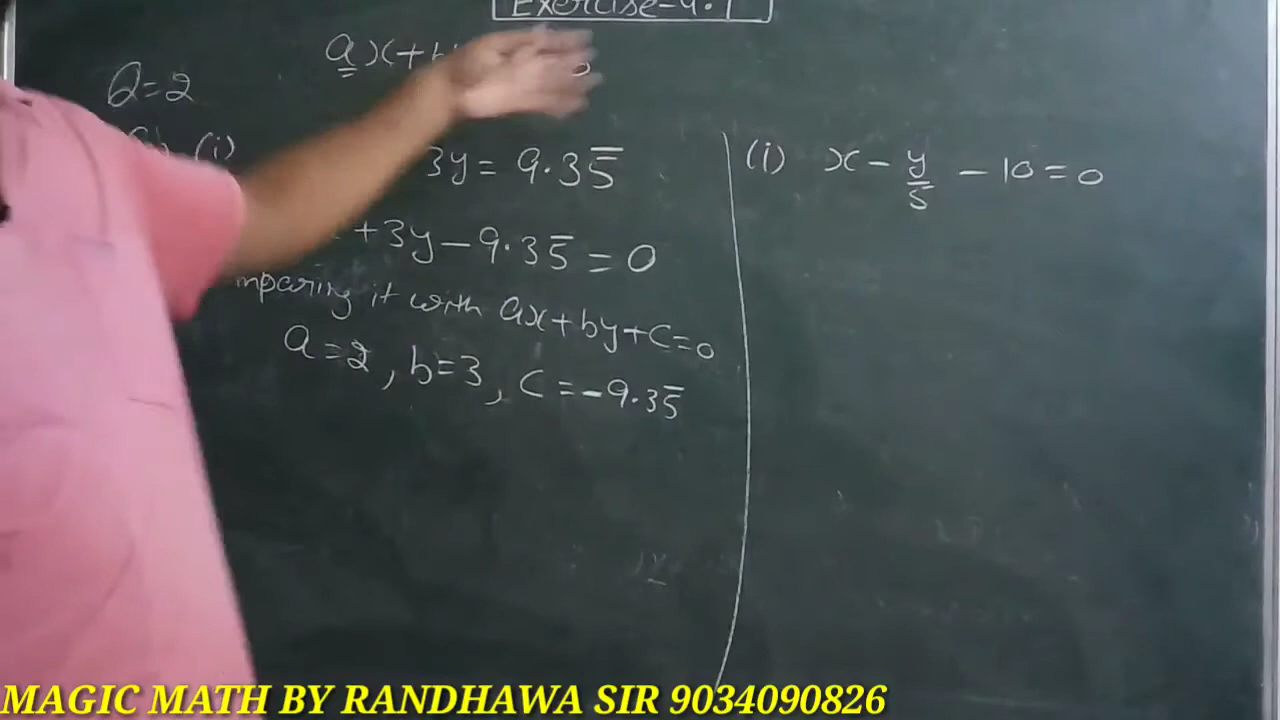 Exercise-4.1
ax+b
Q=2
(i) 3y = 9.35̅
+3y - 9.35̅ = 0
mparing it with ax+by+c=0
a=2, b=3, c=-9.35̅
(i) x - y/5 - 10 = 0
MAGIC MATH BY RANDHAWA SIR 9034090826